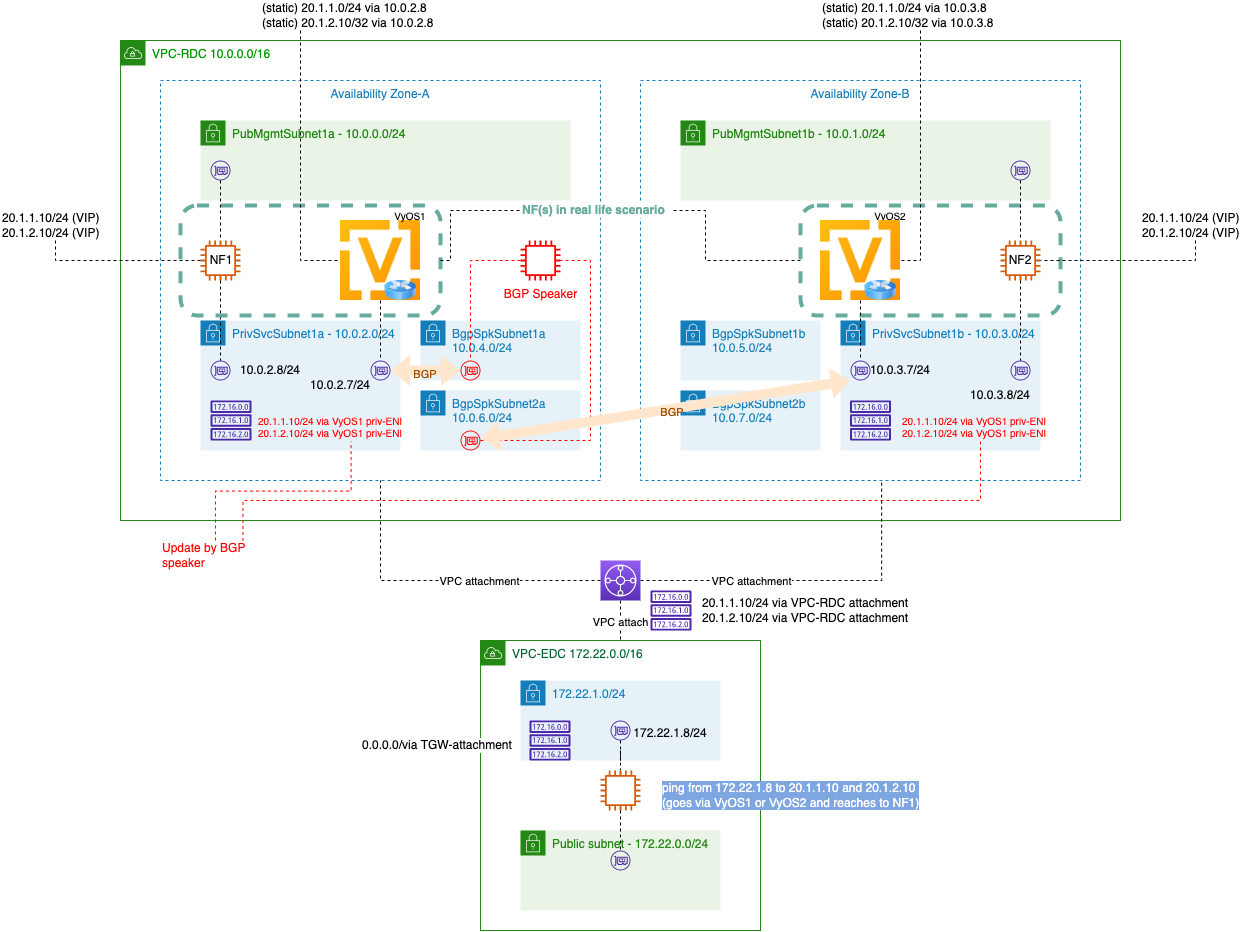 (static) 20.1.1.0/24 via 10.0.2.8
(static) 20.1.2.10/32 via 10.0.2.8
(static) 20.1.1.0/24 via 10.0.3.8
(static) 20.1.2.10/32 via 10.0.3.8
VPC-RDC 10.0.0.0/16
Availability Zone-A
Availability Zone-B
PubMgmtSubnet1a - 10.0.0.0/24
PubMgmtSubnet1b - 10.0.1.0/24
20.1.1.10/24 (VIP)
20.1.2.10/24 (VIP)
VyOS1
NF(s) in real life scenario
VyOS2
20.1.1.10/24 (VIP)
20.1.2.10/24 (VIP)
NF1
NF2
BGP Speaker
PrivSvcSubnet1a - 10.0.2.0/24
BgpSpkSubnet1a
10.0.4.0/24
BgpSpkSubnet1b
10.0.5.0/24
PrivSvcSubnet1b - 10.0.3.0/24
10.0.2.8/24
10.0.2.7/24
BGP
10.0.3.7/24
10.0.3.8/24
172.16.0.0
172.16.1.0
172.16.2.0
20.1.1.10/24 via VyOS1 priv-ENI
20.1.2.10/24 via VyOS1 priv-ENI
BgpSpkSubnet2a
10.0.6.0/24
BGP
BgpSpkSubnet2b
10.0.7.0/24
172.16.0.0
172.16.1.0
172.16.2.0
20.1.1.10/24 via VyOS1 priv-ENI
20.1.2.10/24 via VyOS1 priv-ENI
Update by BGP
speaker
VPC attachment
VPC attachment
172.16.0.0
172.16.1.0
172.16.2.0
20.1.1.10/24 via VPC-RDC attachment
20.1.2.10/24 via VPC-RDC attachment
VPC attach
VPC-EDC 172.22.0.0/16
172.22.1.0/24
172.16.0.0
172.16.1.0
172.16.2.0
172.22.1.8/24
0.0.0.0/via TGW-attachment
ping from 172.22.1.8 to 20.1.1.10 and 20.1.2.10
(goes via VyOS1 or VyOS2 and reaches to NF1)
Public subnet - 172.22.0.0/24